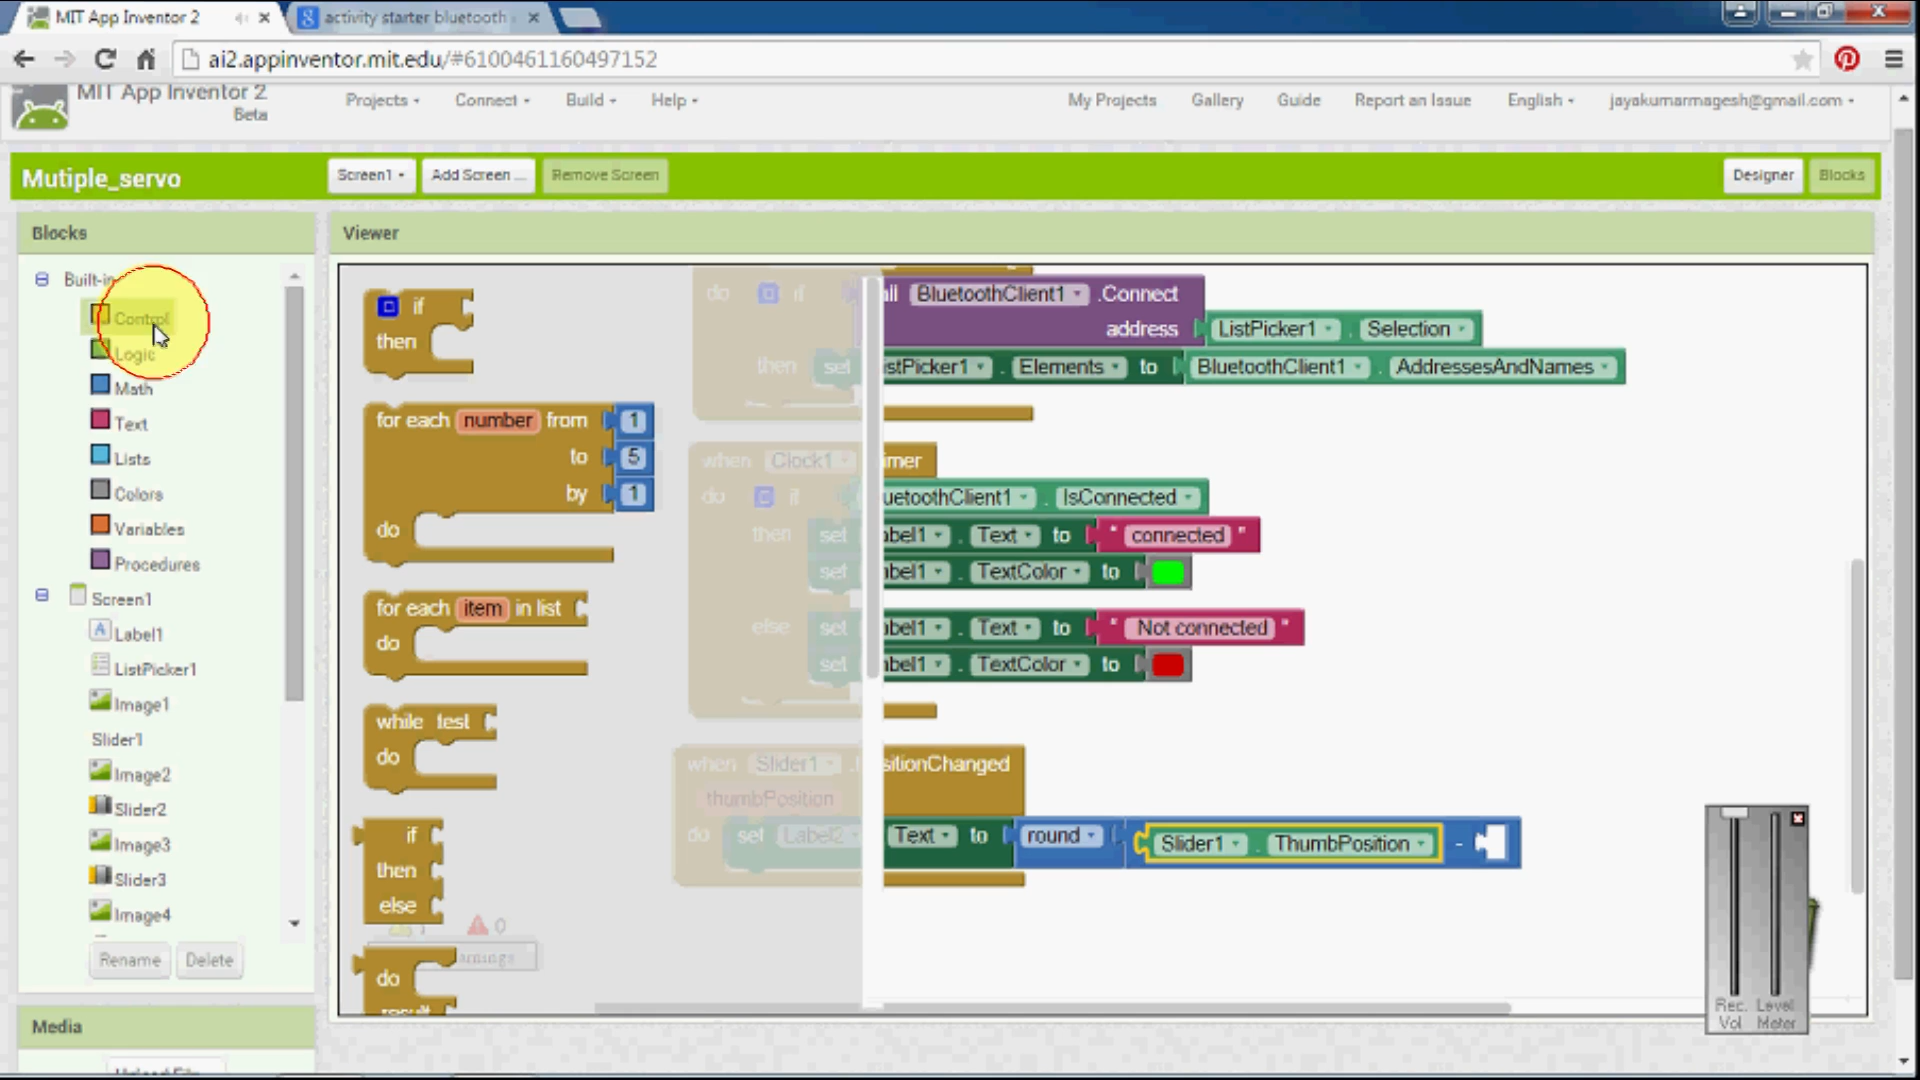 MIT App Inventor 2
activity starter bluetooth
ai2.appinventor.mit.edu/#6100461160497152
MIT App Inventor 2
Beta
Projects
Connect
Build
Help
My Projects
Gallery
Guide
Report an Issue
English
jayakumarmagesh@gmail.com
Mutiple_servo
Screen1
Add Screen ...
Remove Screen
Designer
Blocks
Blocks
Viewer
Built-in
Control
Logic
Math
Text
Lists
Colors
Variables
Procedures
Screen1
Label1
ListPicker1
Image1
Slider1
Image2
Slider2
Image3
Slider3
Image4
Rename
Delete
Media
if
then
for each number from 1
to 5
by 1
do
for each item in list
do
while test
do
if
then
else
do
result
do if
BluetoothClient1 .Connect
address ListPicker1 . Selection
then set istPicker1 . Elements to BluetoothClient1 . AddressesAndNames
when Clock1 imer
do if uetoothClient1 . IsConnected
then set abel1 . Text to " connected "
set abel1 . TextColor to
else set abel1 . Text to " Not connected "
set abel1 . TextColor to
when Slider1 . sitionChanged
thumbPosition
do set Label2 Text to round Slider1 . ThumbPosition -
0
Rec. Level
Vol Meter